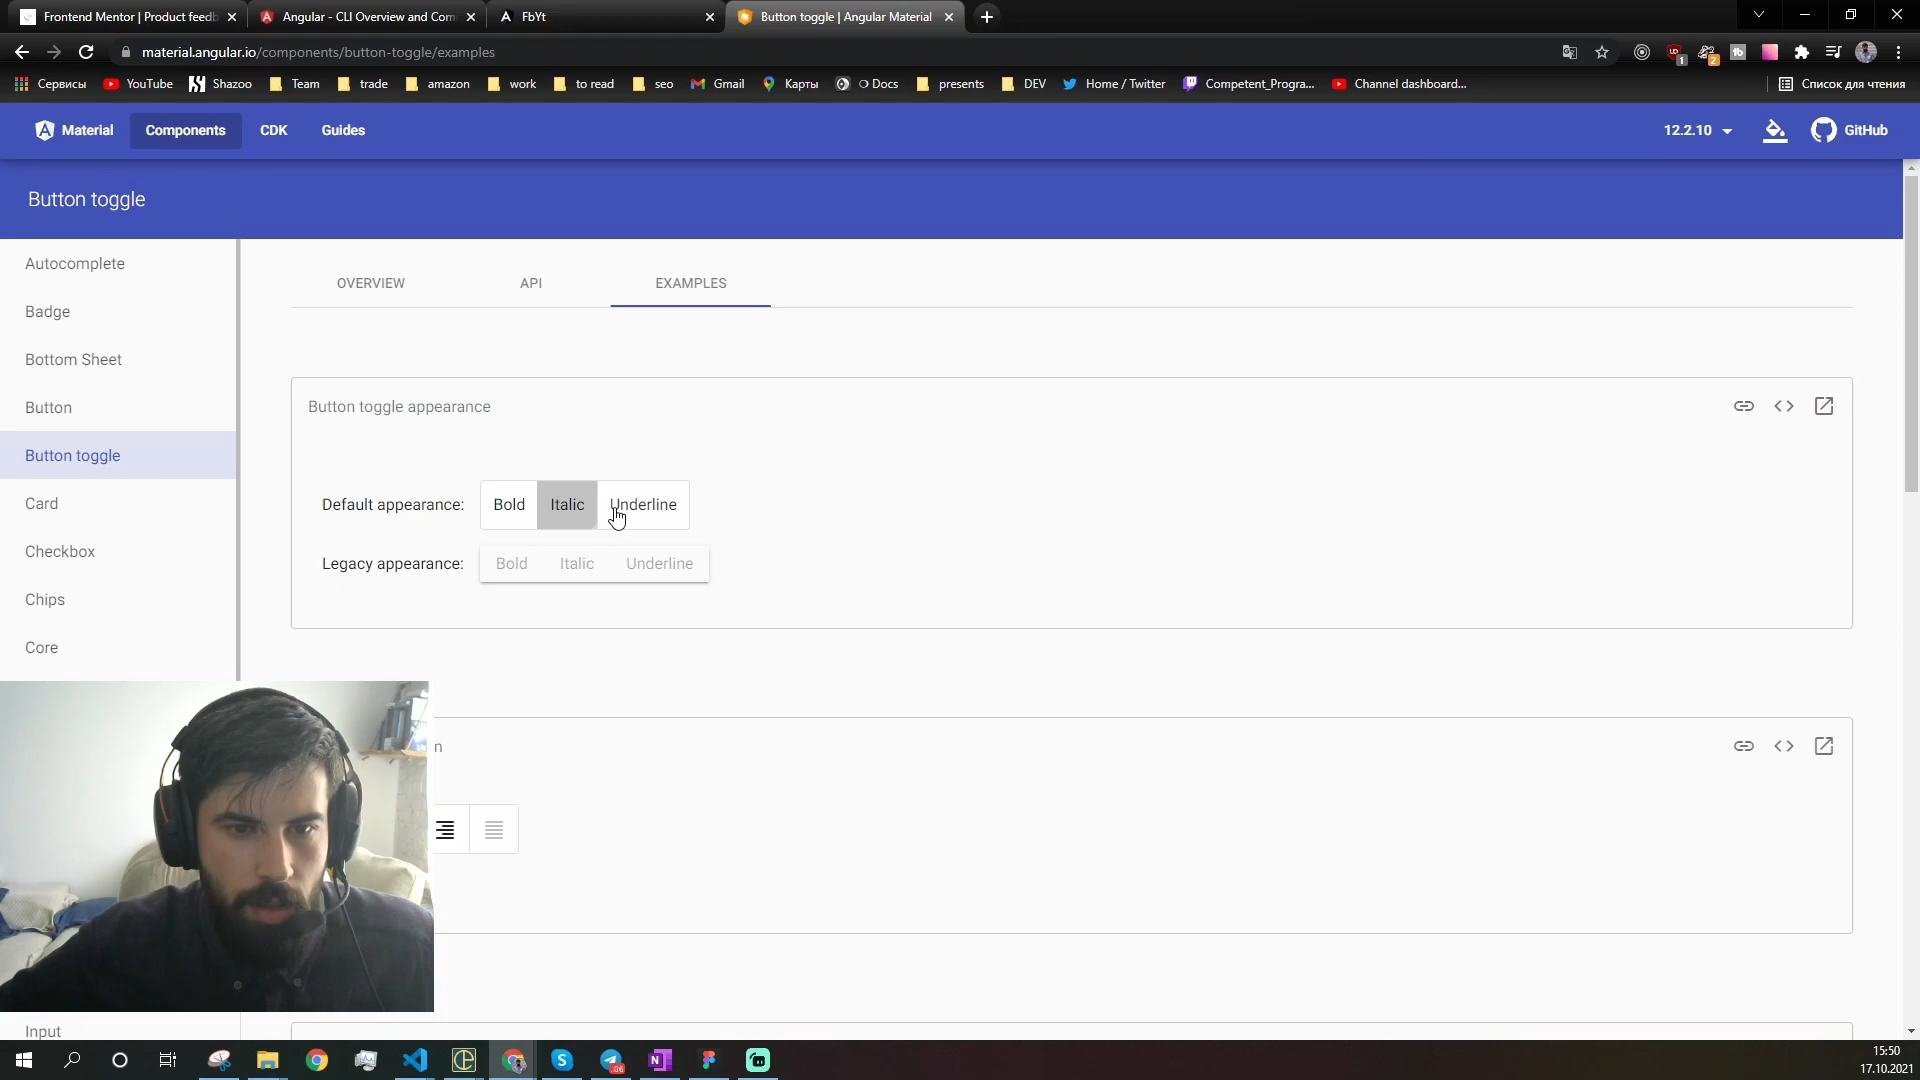 Frontend Mentor | Product feedb
Angular - CLI Overview and Com
FbYt
Button toggle | Angular Material
material.angular.io/components/button-toggle/examples
Сервисы
YouTube
Shazoo
Team
trade
amazon
work
to read
seo
Gmail
Карты
Docs
presents
DEV
Home / Twitter
Competent_Progra...
Channel dashboard...
Список для чтения
Material
Components
CDK
Guides
12.2.10
GitHub
Button toggle
Autocomplete
Badge
Bottom Sheet
Button
Button toggle
Card
Checkbox
Chips
Core
Input
OVERVIEW
API
EXAMPLES
Button toggle appearance
Default appearance:
Bold
Italic
Underline
Legacy appearance:
Bold
Italic
Underline
n
15:50
17.10.2021